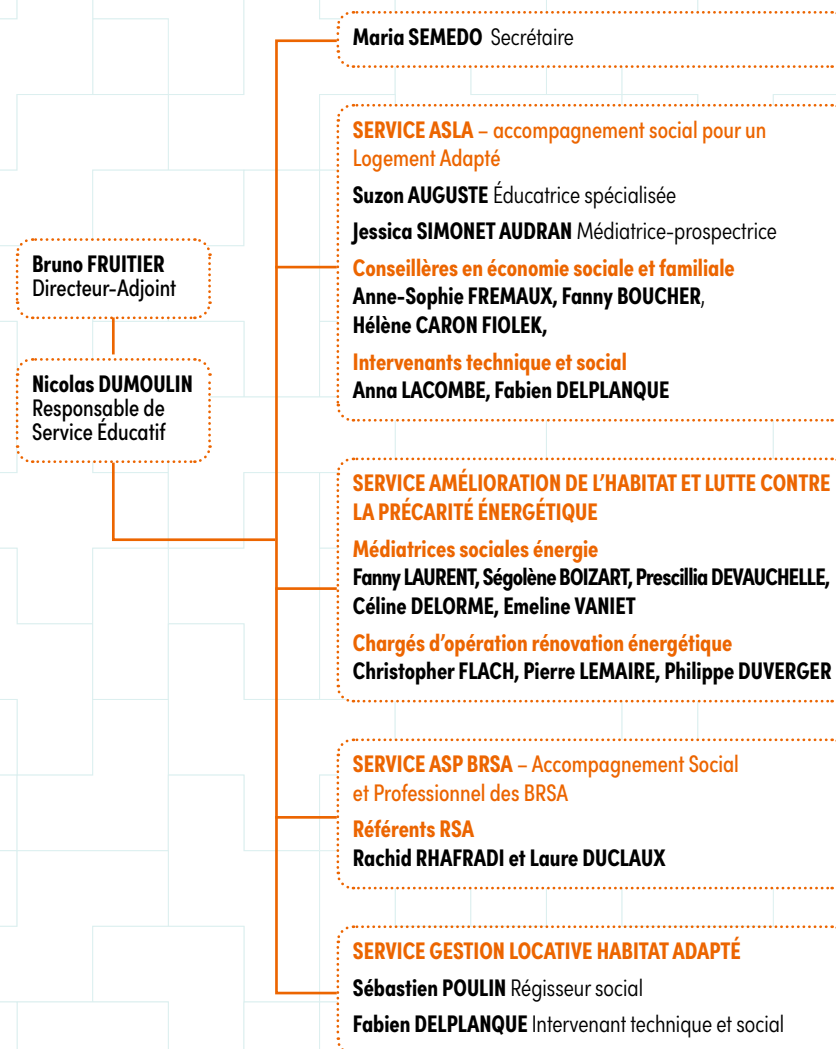 Bruno FRUITIER
Directeur-Adjoint
Nicolas DUMOULIN
Responsable de
Service Éducatif
Maria SEMEDO Secrétaire
SERVICE ASLA – accompagnement social pour un
Logement Adapté
Suzon AUGUSTE Éducatrice spécialisée
Jessica SIMONET AUDRAN Médiatrice-prospectrice
Conseillères en économie sociale et familiale
Anne-Sophie FREMAUX, Fanny BOUCHER,
Hélène CARON FIOLEK,
Intervenants technique et social
Anna LACOMBE, Fabien DELPLANQUE
SERVICE AMÉLIORATION DE L'HABITAT ET LUTTE CONTRE
LA PRÉCARITÉ ÉNERGÉTIQUE
Médiatrices sociales énergie
Fanny LAURENT, Ségolène BOIZART, Prescillia DEVAUCHELLE,
Céline DELORME, Emeline VANIET
Chargés d'opération rénovation énergétique
Christopher FLACH, Pierre LEMAIRE, Philippe DUVERGER
SERVICE ASP BRSA – Accompagnement Social
et Professionnel des BRSA
Référents RSA
Rachid RHAFRADI et Laure DUCLAUX
SERVICE GESTION LOCATIVE HABITAT ADAPTÉ
Sébastien POULIN Régisseur social
Fabien DELPLANQUE Intervenant technique et social